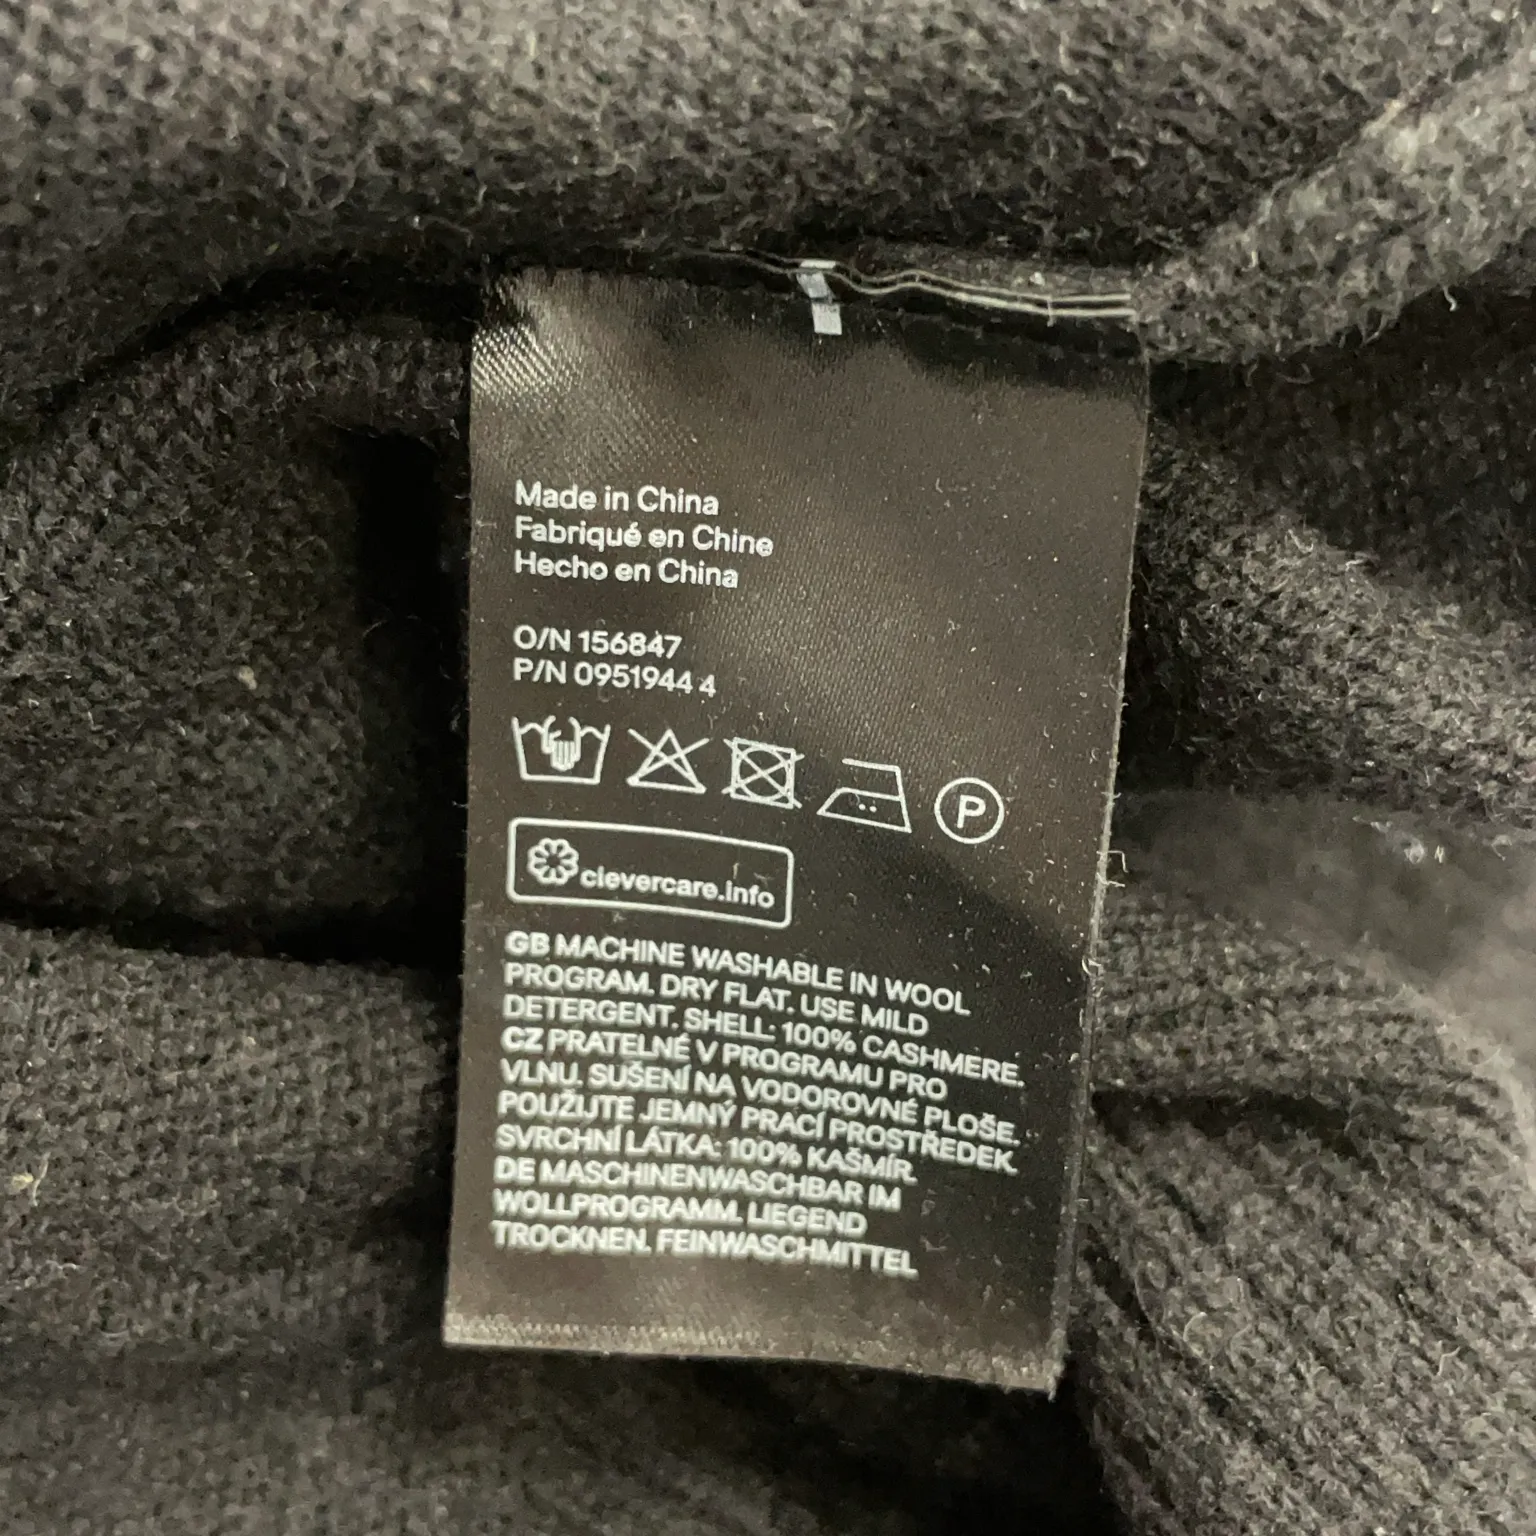 Made in China
Fabriqué en Chine
Hecho en China
O/N 156847
P/N 0951944 4
P
clevercare.info
GB MACHINE WASHABLE IN WOOL
PROGRAM. DRY FLAT. USE MILD
DETERGENT. SHELL: 100% CASHMERE.
CZ PRATELNÉ V PROGRAMU PRO
VLNU. SUŠENÍ NA VODOROVNÉ PLOŠE.
POUŽIJTE JEMNÝ PRACÍ PROSTŘEDEK.
SVRCHNÍ LÁTKA: 100% KAŠMÍR.
DE MASCHINENWASCHBAR IM
WOLLPROGRAMM. LIEGEND
TROCKNEN. FEINWASCHMITTEL